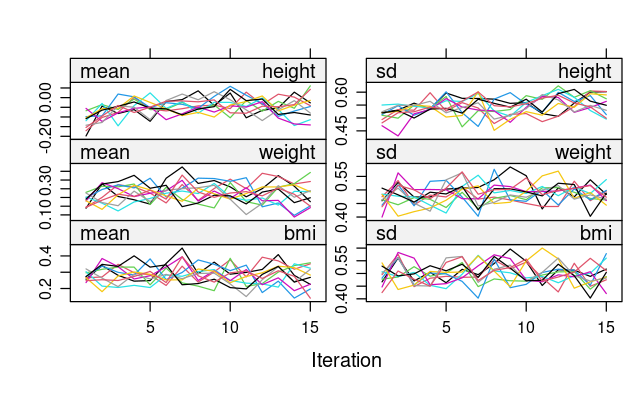 mean height
sd height
0.00
-0.20
0.60
0.45
mean weight
sd weight
0.30
0.10
0.55
0.40
mean bmi
sd bmi
0.4
0.2
0.55
0.40
5 10 15
5 10 15
Iteration